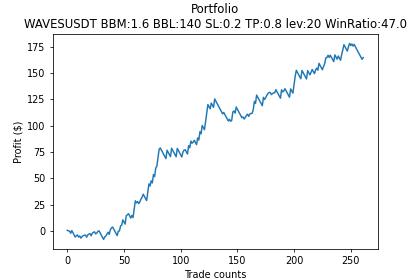 Portfolio
WAVESUSDT BBM:1.6 BBL:140 SL:0.2 TP:0.8 lev:20 WinRatio:47.0
175
150
125
100
75
50
25
0
Profit ($)
0 50 100 150 200 250
Trade counts